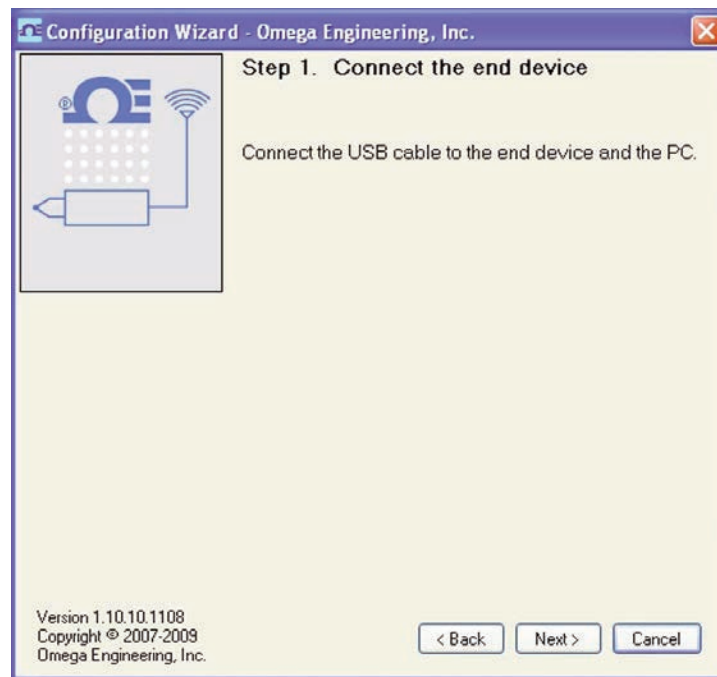 Configuration Wizard - Omega Engineering, Inc.
Step 1. Connect the end device
®
Connect the USB cable to the end device and the PC.
Version 1.10.10.1108
Copyright © 2007-2009
Omega Engineering, Inc.
< Back Next > Cancel